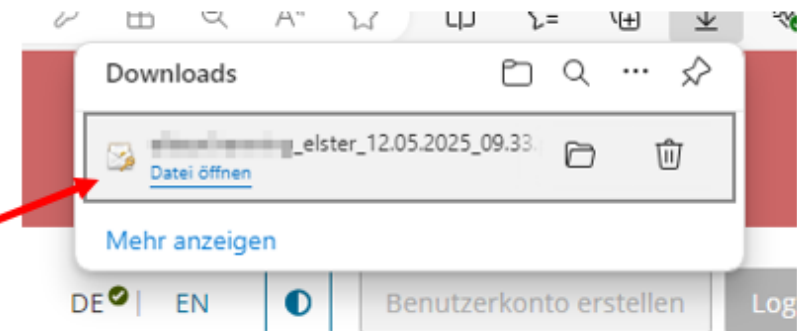 Downloads
_elster_12.05.2025_09.33.
Datei öffnen
Mehr anzeigen
DE | EN
Benutzerkonto erstellen
Log